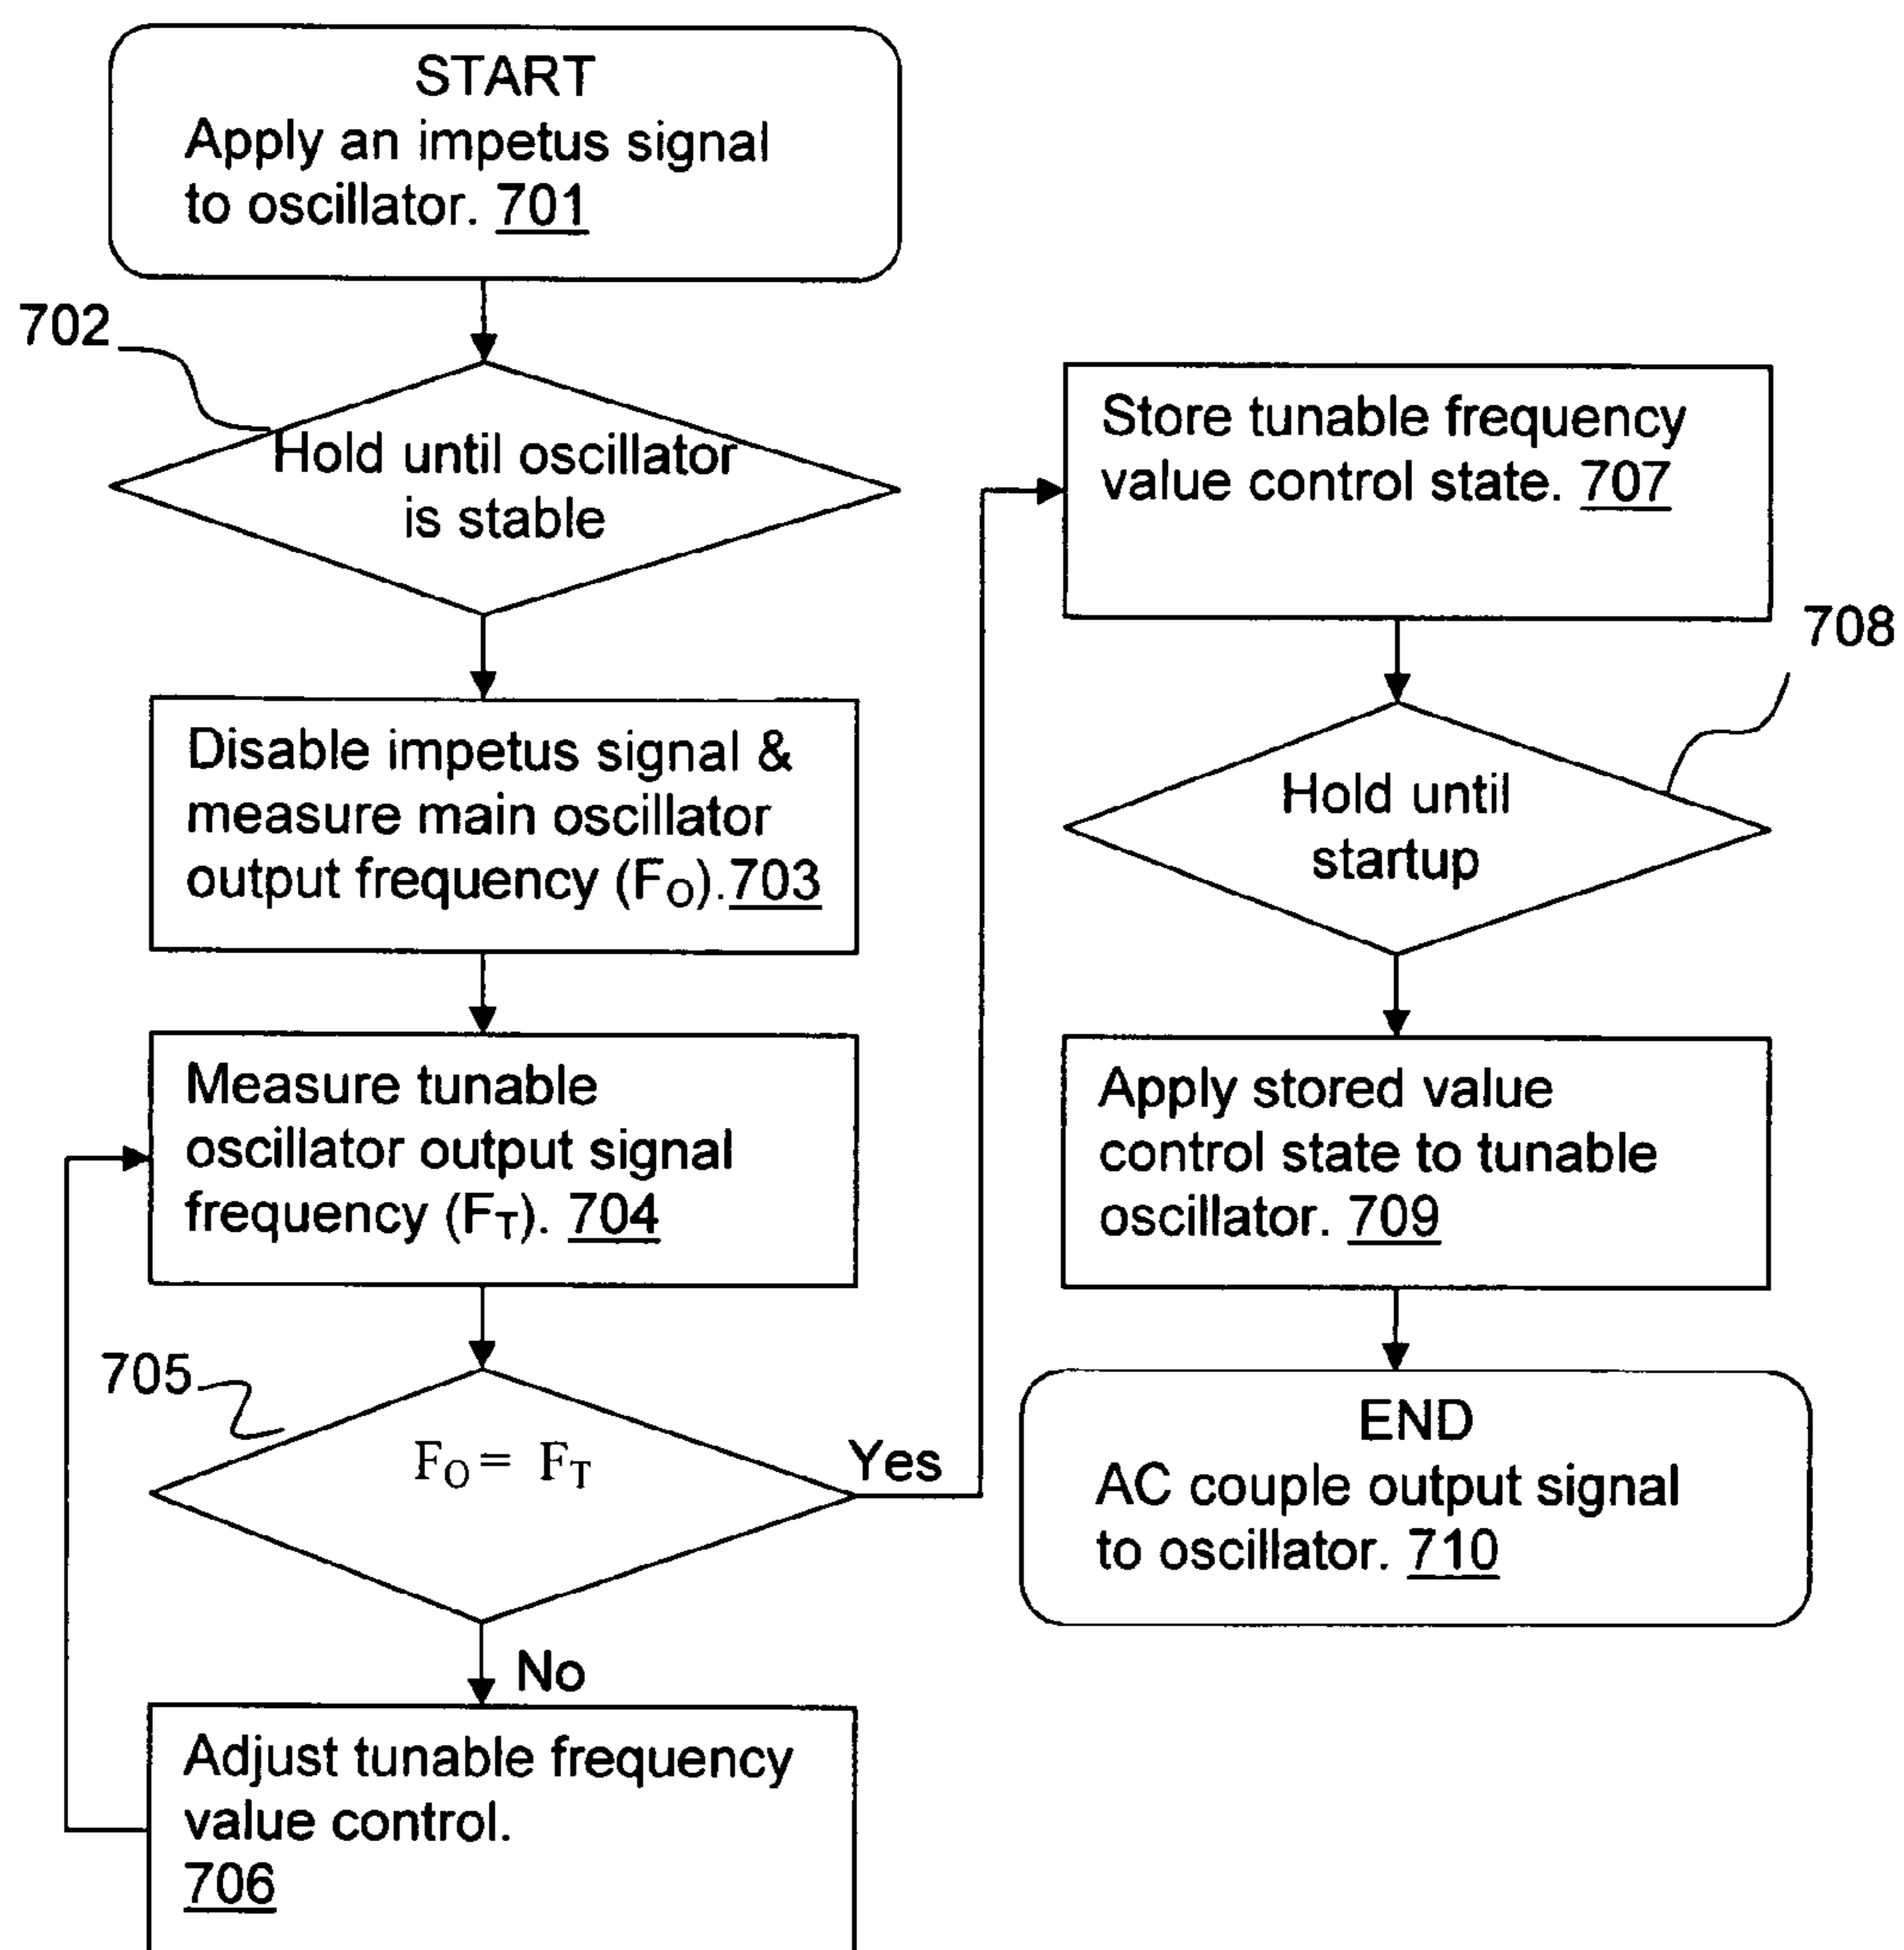 START
Apply an impetus signal
to oscillator. 701
702
Hold until oscillator
is stable
Disable impetus signal &
measure main oscillator
output frequency (FO).703
Measure tunable
oscillator output signal
frequency (FT). 704
705
FO = FT
Yes
No
Adjust tunable frequency
value control.
706
Store tunable frequency
value control state. 707
708
Hold until
startup
Apply stored value
control state to tunable
oscillator. 709
END
AC couple output signal
to oscillator. 710